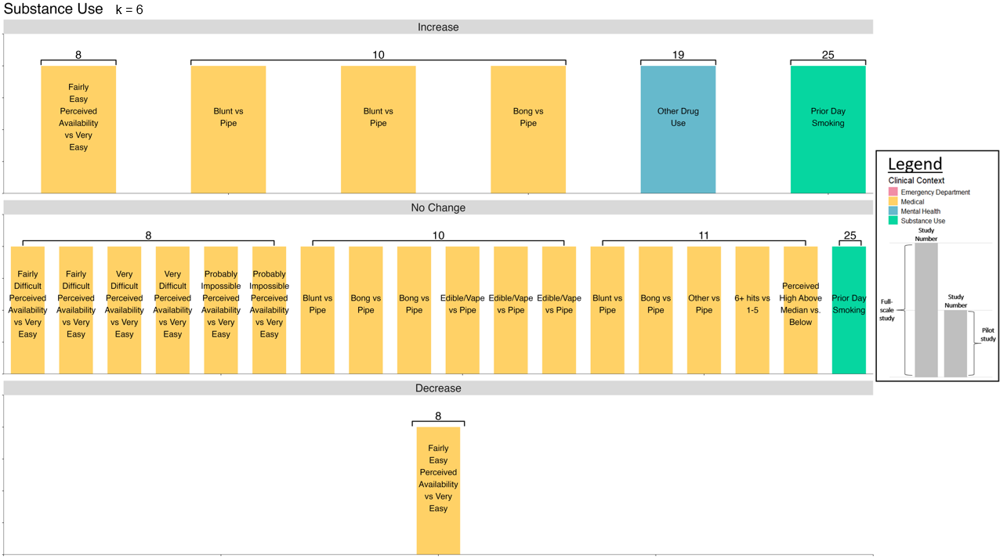 Substance Use k = 6
Increase
8
10
19
25
Fairly
Easy
Perceived
Availability
vs Very
Easy
Blunt vs
Pipe
Blunt vs
Pipe
Bong vs
Pipe
Other Drug
Use
Prior Day
Smoking
No Change
8
10
11
25
Fairly
Difficult
Perceived
Availability
vs Very
Easy
Fairly
Difficult
Perceived
Availability
vs Very
Easy
Very
Difficult
Perceived
Availability
vs Very
Easy
Very
Difficult
Perceived
Availability
vs Very
Easy
Probably
Impossible
Perceived
Availability
vs Very
Easy
Probably
Impossible
Perceived
Availability
vs Very
Easy
Blunt vs
Pipe
Bong vs
Pipe
Bong vs
Pipe
Edible/Vape
vs Pipe
Edible/Vape
vs Pipe
Edible/Vape
vs Pipe
Blunt vs
Pipe
Bong vs
Pipe
Other vs
Pipe
6+ hits vs
1-5
Perceived
High Above
Median vs.
Below
Prior Day
Smoking
Decrease
8
Fairly
Easy
Perceived
Availability
vs Very
Easy
Legend
Clinical Context
Emergency Department
Medical
Mental Health
Substance Use
Study
Number
Full-
scale
study
Study
Number
Pilot
study